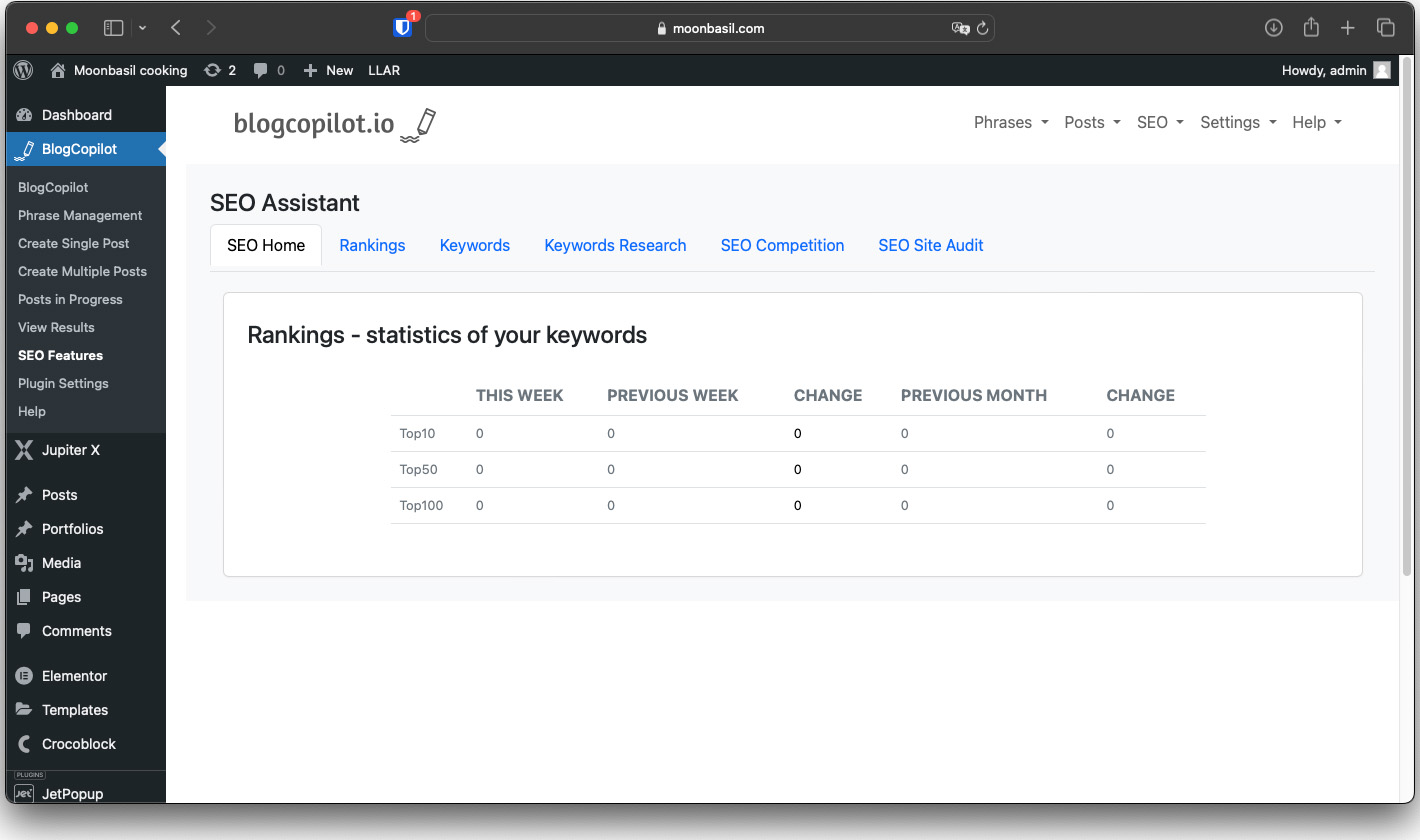 1
moonbasil.com
Moonbasil cooking 2 0 New LLAR Howdy, admin
Dashboard
BlogCopilot
BlogCopilot
Phrase Management
Create Single Post
Create Multiple Posts
Posts in Progress
View Results
SEO Features
Plugin Settings
Help
Jupiter X
Posts
Portfolios
Media
Pages
Comments
Elementor
Templates
Crocoblock
PLUGINS
Jet JetPopup
blogcopilot.io
Phrases Posts SEO Settings Help
SEO Assistant
SEO Home Rankings Keywords Keywords Research SEO Competition SEO Site Audit
Rankings - statistics of your keywords
THIS WEEK PREVIOUS WEEK CHANGE PREVIOUS MONTH CHANGE
Top10 0 0 0 0 0
Top50 0 0 0 0 0
Top100 0 0 0 0 0